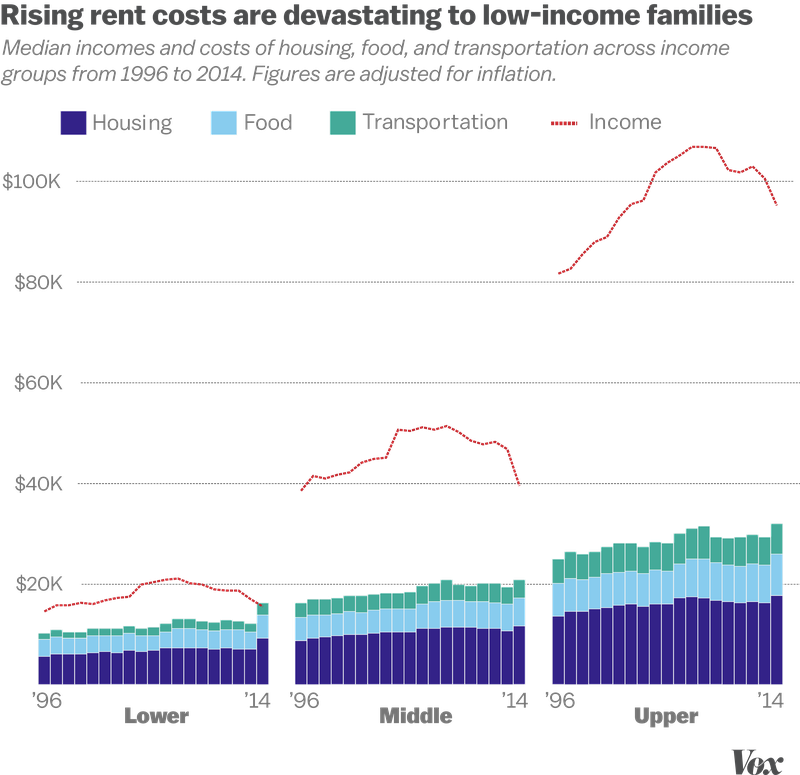 Rising rent costs are devastating to low-income families
Median incomes and costs of housing, food, and transportation across income
groups from 1996 to 2014. Figures are adjusted for inflation.
Housing Food Transportation Income
$100K
$80K
$60K
$40K
$20K
’96 ’14 ’96 ’14 ’96 ’14
Lower Middle Upper
Vox